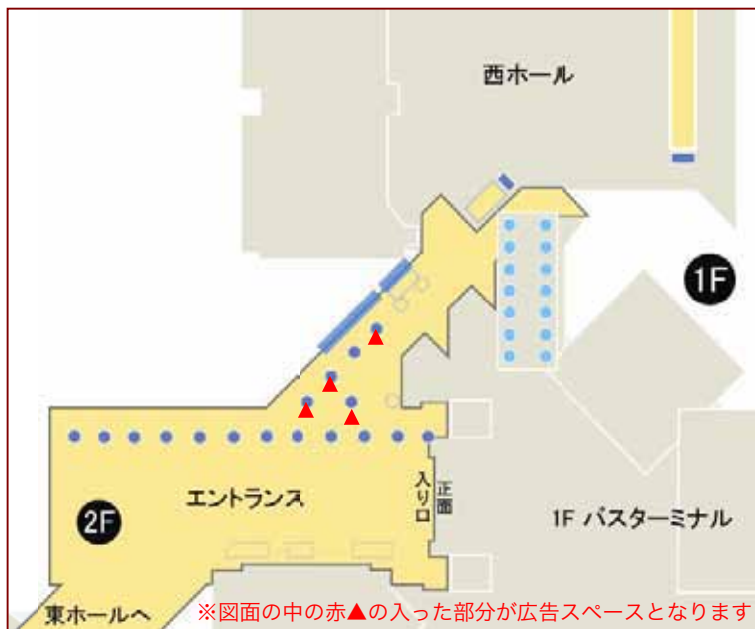 西ホール
1F
エントランス
入り口
正面
2F
1F バスターミナル
東ホールへ
※図面の中の赤▲の入った部分が広告スペースとなります